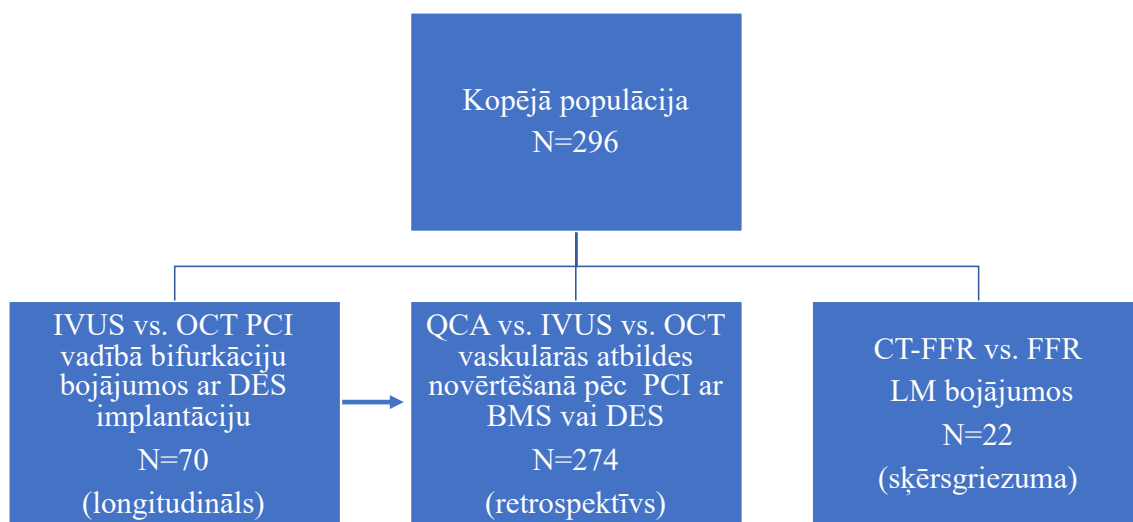 Kopējā populācija
N=296
IVUS vs. OCT PCI
vadībā bifurkāciju
bojājumos ar DES
implantāciju
N=70
(longitudināls)
QCA vs. IVUS vs. OCT
vaskulārās atbildes
novērtēšanā pēc PCI ar
BMS vai DES
N=274
(retrospektīvs)
CT-FFR vs. FFR
LM bojājumos
N=22
(sķērsgriezuma)